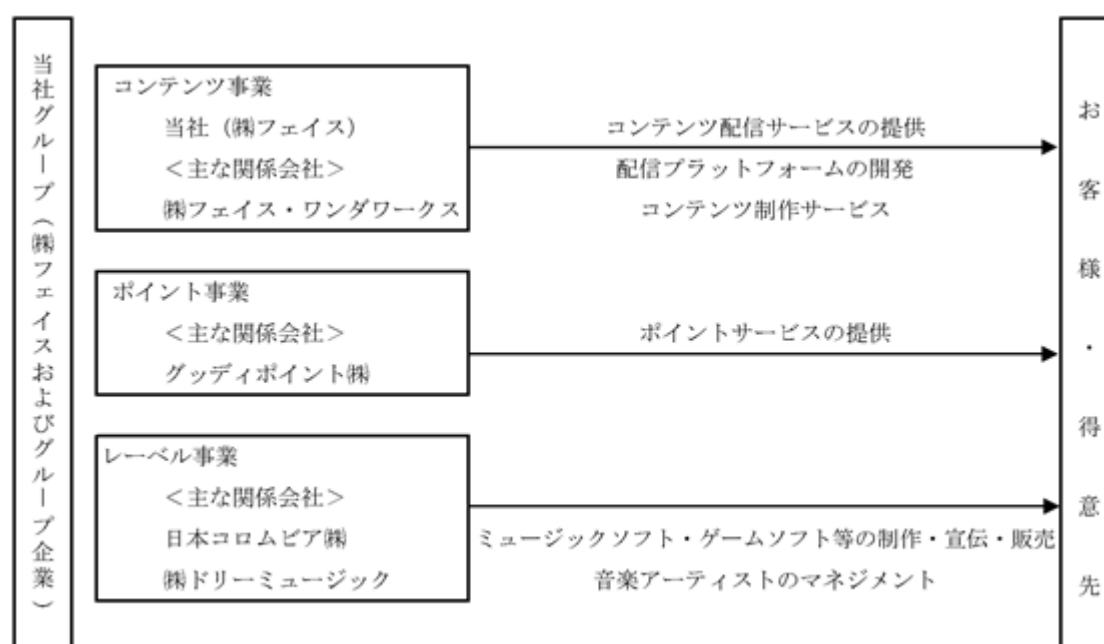 当社グループ（㈱フェイスおよびグループ企業）
コンテンツ事業
当社（㈱フェイス）
＜主な関係会社＞
㈱フェイス・ワンダワークス
コンテンツ配信サービスの提供
配信プラットフォームの開発
コンテンツ制作サービス
ポイント事業
＜主な関係会社＞
グッディポイント㈱
ポイントサービスの提供
レーベル事業
＜主な関係会社＞
日本コロムビア㈱
㈱ドリーミュージック
ミュージックソフト・ゲームソフト等の制作・宣伝・販売
音楽アーティストのマネジメント
お客様・得意先